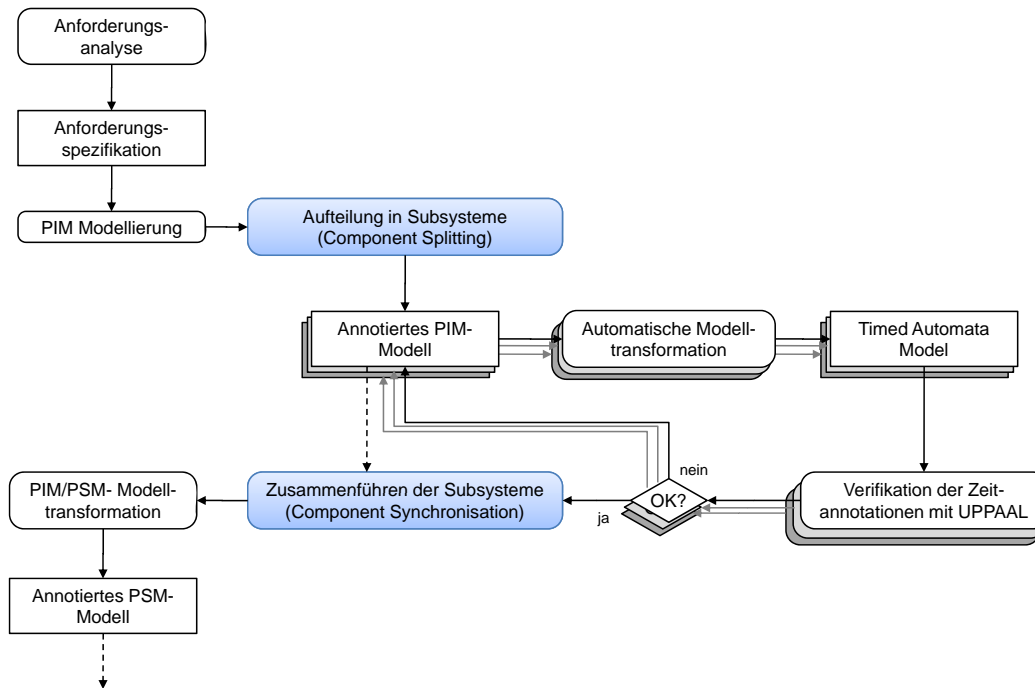 Anforderungs-
analyse
Anforderungs-
spezifikation
PIM Modellierung
Aufteilung in Subsysteme
(Component Splitting)
Annotiertes PIM-
Modell
Automatische Modell-
transformation
Timed Automata
Model
nein
Verifikation der Zeit-
annotationen mit UPPAAL
OK?
ja
Zusammenführen der Subsysteme
(Component Synchronisation)
PIM/PSM- Modell-
transformation
Annotiertes PSM-
Modell